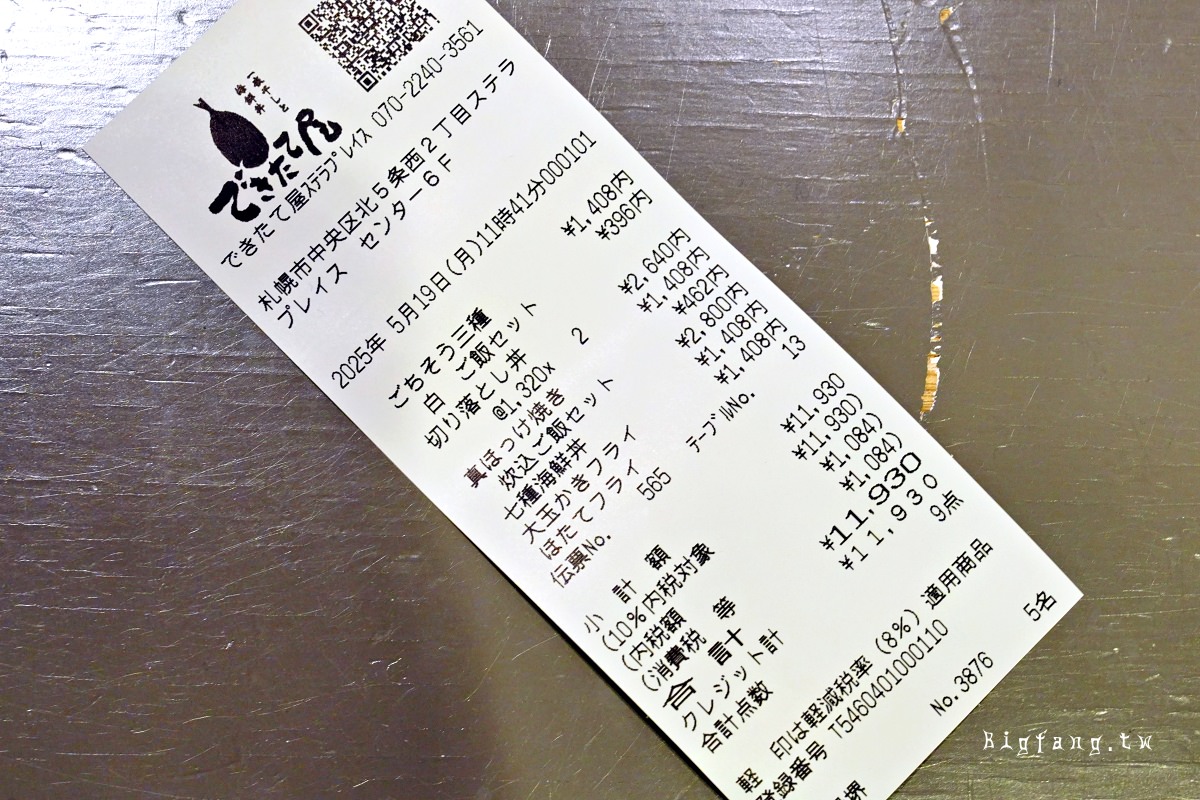 一夜干しと
海鮮丼
できたて屋
できたて屋ステラプレイス 070-2240-3561
札幌市中央区北5条西2丁目ステラ
プレイス センター6F
2025年 5月19日(月)11時41分000101
ごちそう三種 ¥1,408内
白 ご飯セット ¥396内
切り落とし丼
@1,320x 2 ¥2,640内
真ほっけ焼き ¥1,408内
炊込ご飯セット ¥462内
七種海鮮丼 ¥2,800内
大玉かきフライ ¥1,408内
ほたてフライ ¥1,408内
伝票No. 565 テーブルNo. 13
小 計 額 ¥11,930
(10%内税対象 ¥11,930)
(内税額 ¥1,084)
(消費税 等 ¥1,084)
合 計 ¥11,930
クレジット計 ¥11,930
合計点数 9点
軽 印は軽減税率(8%)適用商品
登録番号 T5460401000110
5名
No.3876
Bigfang.tw